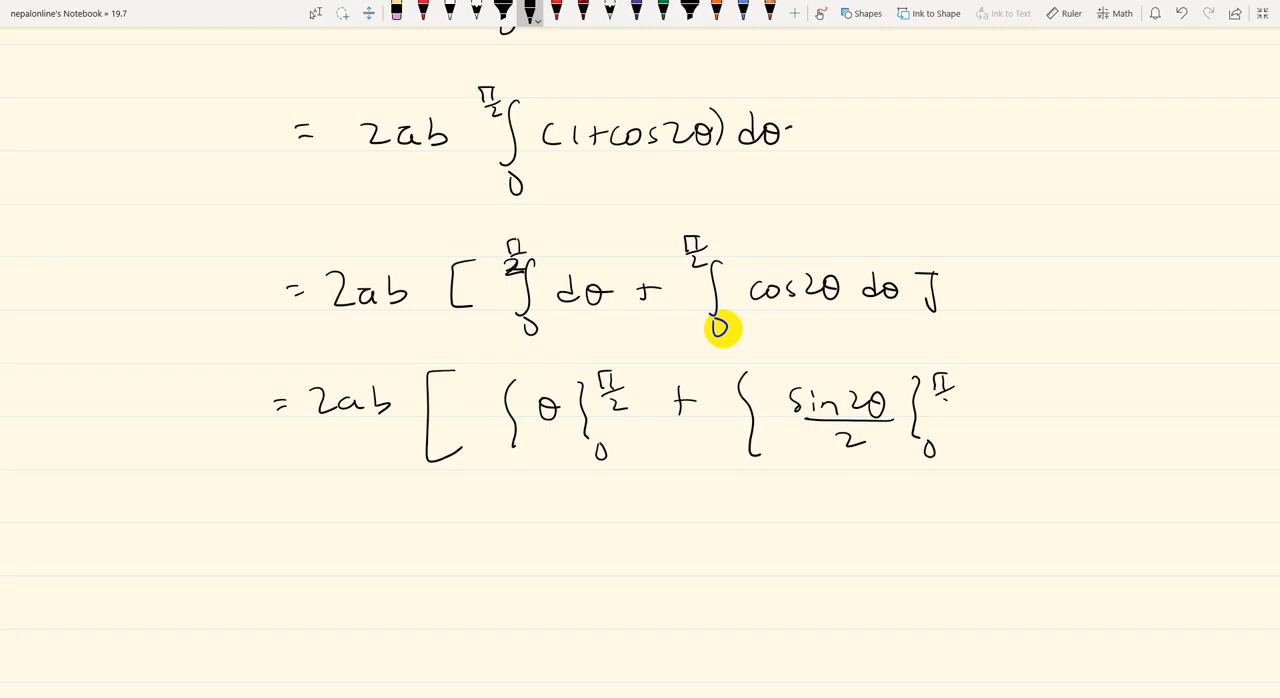 nepalonline's Notebook » 19.7
Shapes Ink to Shape Ink to Text Ruler Math
0
= 2ab ∫₀^{π/2} (1+cos2θ) dθ
= 2ab [ ∫₀^{π/2} dθ + ∫₀^{π/2} cos2θ dθ ]
= 2ab [ { θ }₀^{π/2} + { sin2θ/2 }₀^{π